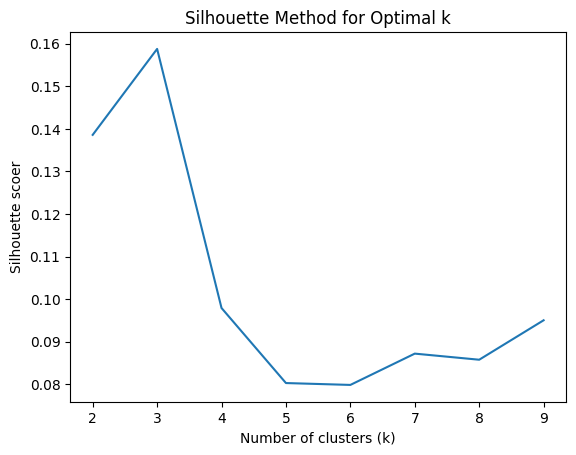 Silhouette Method for Optimal k
0.16
0.15
0.14
0.13
0.12
0.11
0.10
0.09
0.08
Silhouette scoer
2 3 4 5 6 7 8 9
Number of clusters (k)